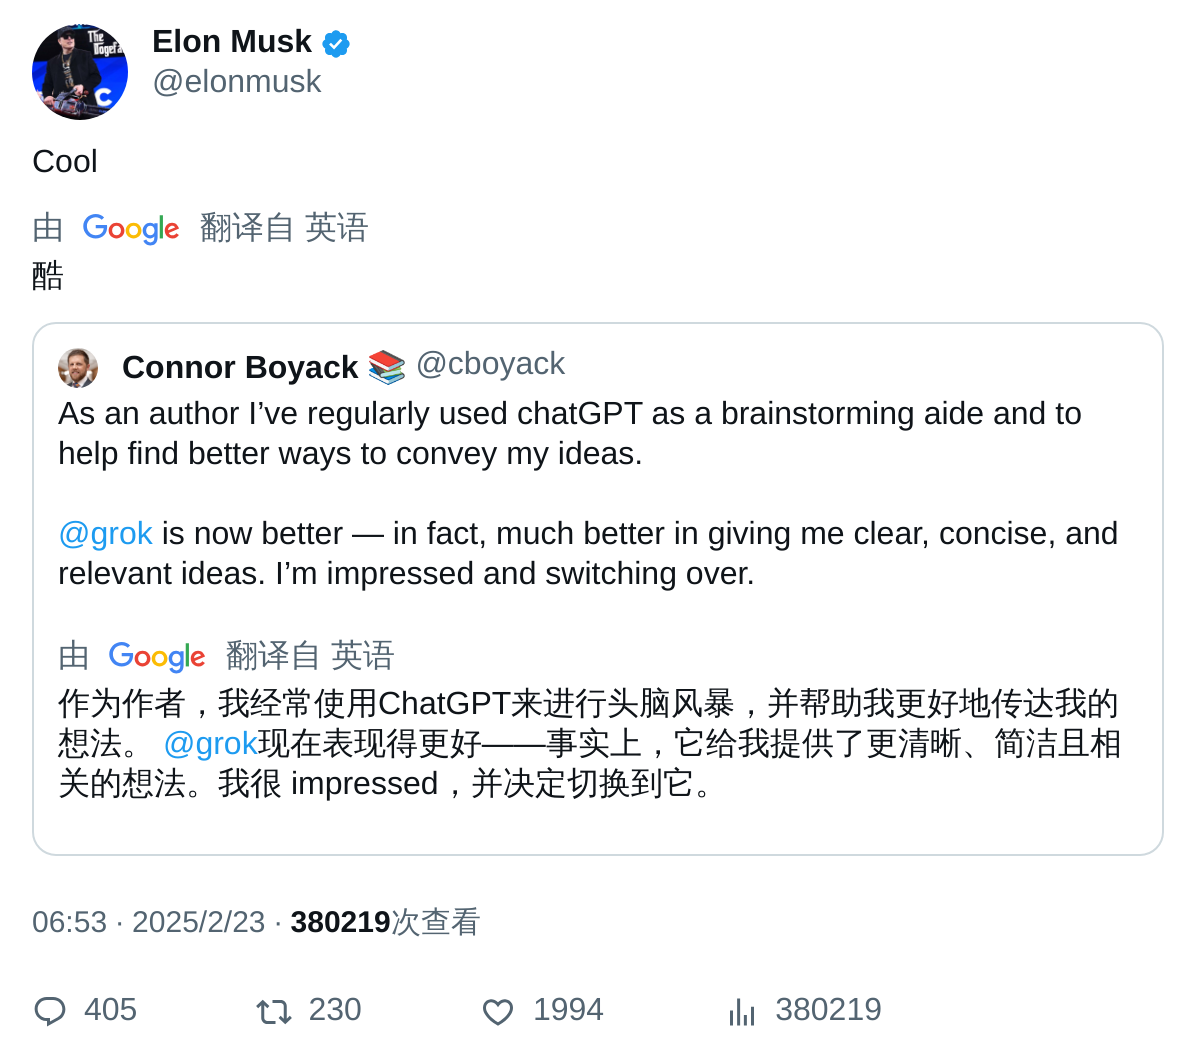 The
Dogefa
Elon Musk
@elonmusk
Cool
由 Google 翻译自 英语
酷
Connor Boyack 📚 @cboyack
As an author I’ve regularly used chatGPT as a brainstorming aide and to
help find better ways to convey my ideas.
@grok is now better — in fact, much better in giving me clear, concise, and
relevant ideas. I’m impressed and switching over.
由 Google 翻译自 英语
作为作者，我经常使用ChatGPT来进行头脑风暴，并帮助我更好地传达我的
想法。 @grok现在表现得更好——事实上，它给我提供了更清晰、简洁且相
关的想法。我很 impressed，并决定切换到它。
06:53 · 2025/2/23 · 380219次查看
405 230 1994 380219